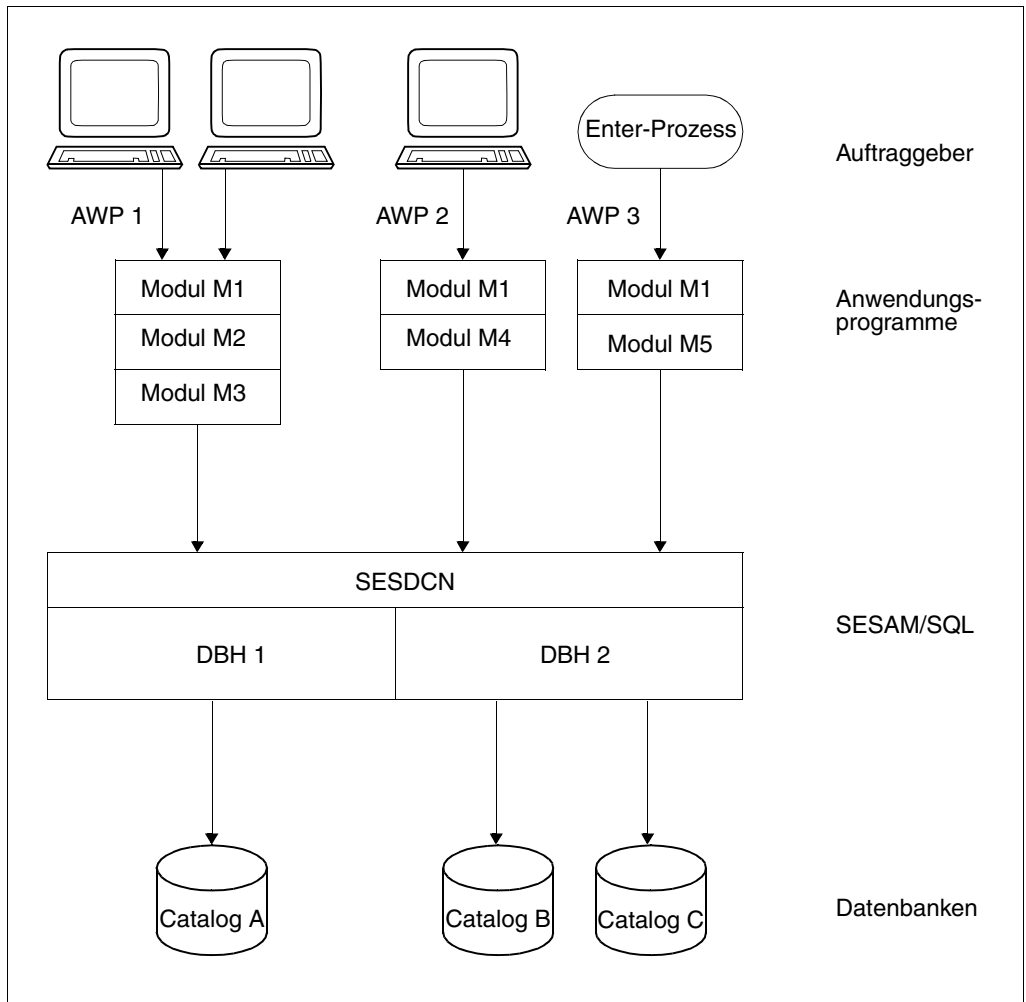 Enter-Prozess
Auftraggeber
AWP 1
AWP 2
AWP 3
Modul M1
Modul M2
Modul M3
Modul M1
Modul M4
Modul M1
Modul M5
Anwendungs-
programme
SESDCN
DBH 1
DBH 2
SESAM/SQL
Catalog A
Catalog B
Catalog C
Datenbanken